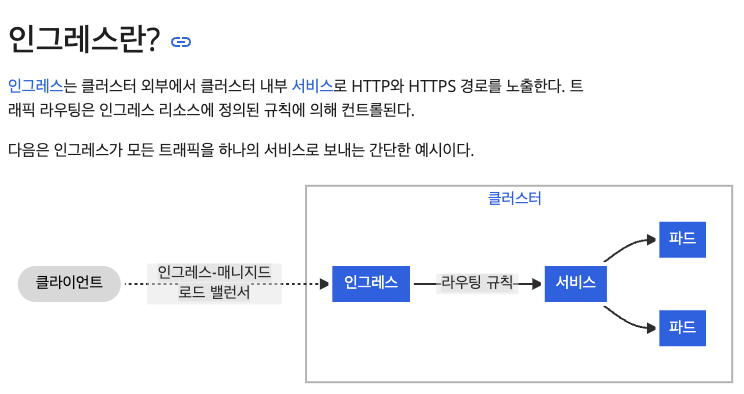 인그레스란?
인그레스는 클러스터 외부에서 클러스터 내부 서비스로 HTTP와 HTTPS 경로를 노출한다. 트
래픽 라우팅은 인그레스 리소스에 정의된 규칙에 의해 컨트롤된다.
다음은 인그레스가 모든 트래픽을 하나의 서비스로 보내는 간단한 예시이다.
클러스터
클라이언트
인그레스-매니지드
로드 밸런서
인그레스
라우팅 규칙
서비스
파드
파드